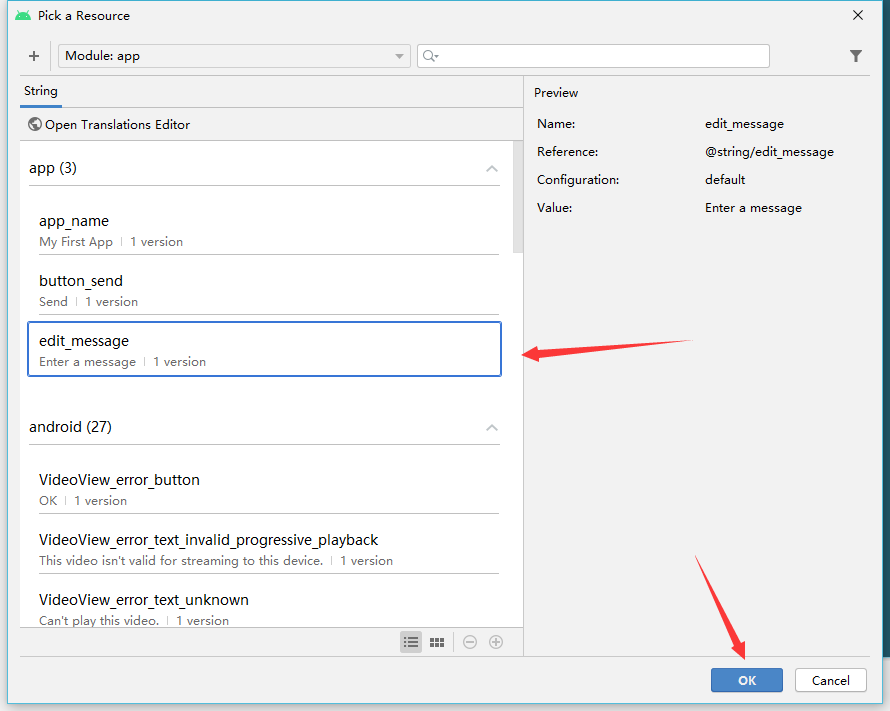 Pick a Resource
Module: app
String
Open Translations Editor
app (3)
app_name
My First App | 1 version
button_send
Send | 1 version
edit_message
Enter a message | 1 version
android (27)
VideoView_error_button
OK | 1 version
VideoView_error_text_invalid_progressive_playback
This video isn't valid for streaming to this device. | 1 version
VideoView_error_text_unknown
Can't play this video. | 1 version
Preview
Name: edit_message
Reference: @string/edit_message
Configuration: default
Value: Enter a message
OK Cancel